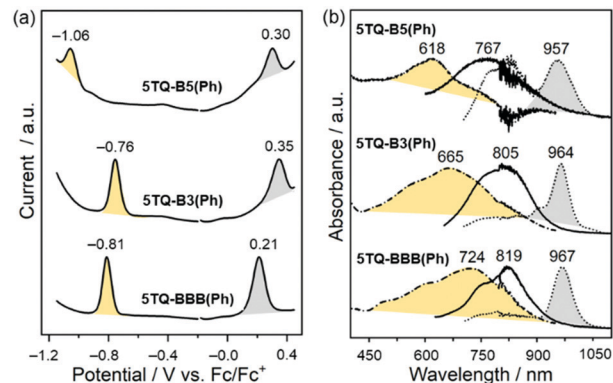 (a)
−1.06
0.30
5TQ-B5(Ph)
−0.76
0.35
5TQ-B3(Ph)
−0.81
0.21
5TQ-BBB(Ph)
Current / a.u.
−1.2 −0.8 −0.4 −0.0 0.4
Potential / V vs. Fc/Fc⁺
(b)
5TQ-B5(Ph)
618 767 957
5TQ-B3(Ph)
665 805 964
5TQ-BBB(Ph)
724 819 967
Absorbance / a.u.
450 600 750 900 1050
Wavelength / nm